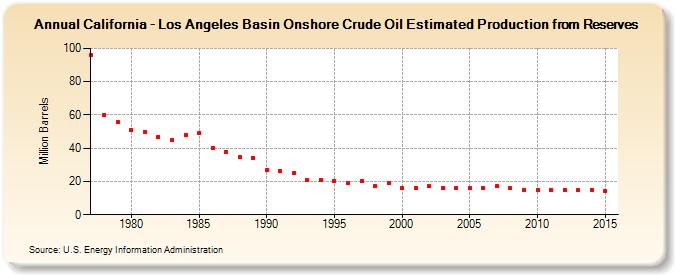 Annual California - Los Angeles Basin Onshore Crude Oil Estimated Production from Reserves
Million Barrels
100
80
60
40
20
0
1980 1985 1990 1995 2000 2005 2010 2015
Source: U.S. Energy Information Administration